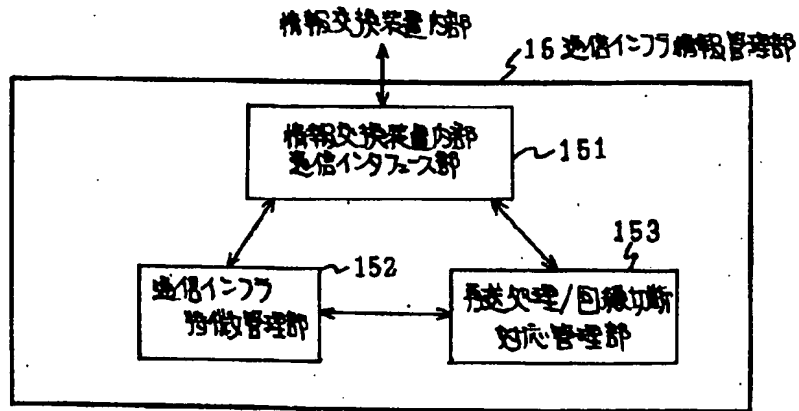 情報交換装置内部
16 通信インフラ情報管理部
情報交換装置内部
通信インタフェース部
151
153
152
通信インフラ
特徴管理部
再送処理/回線切断
対応管理部